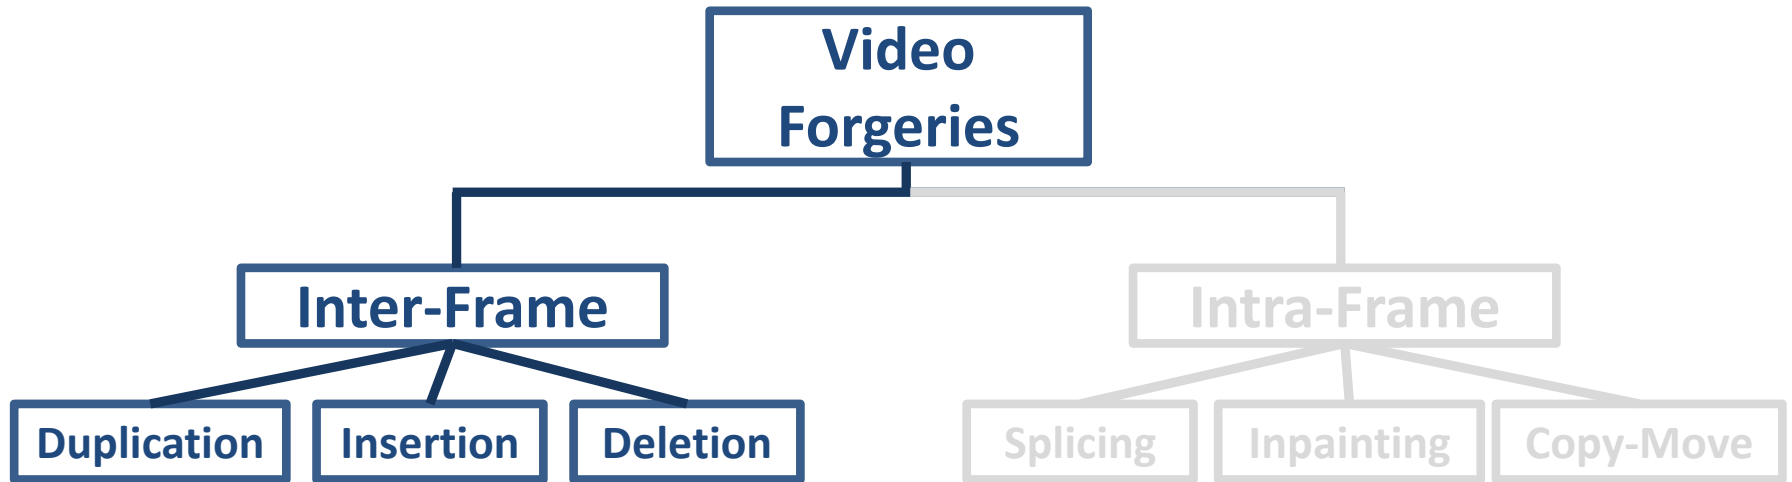 Video
Forgeries
Inter-Frame
Intra-Frame
Duplication
Insertion
Deletion
Splicing
Inpainting
Copy-Move